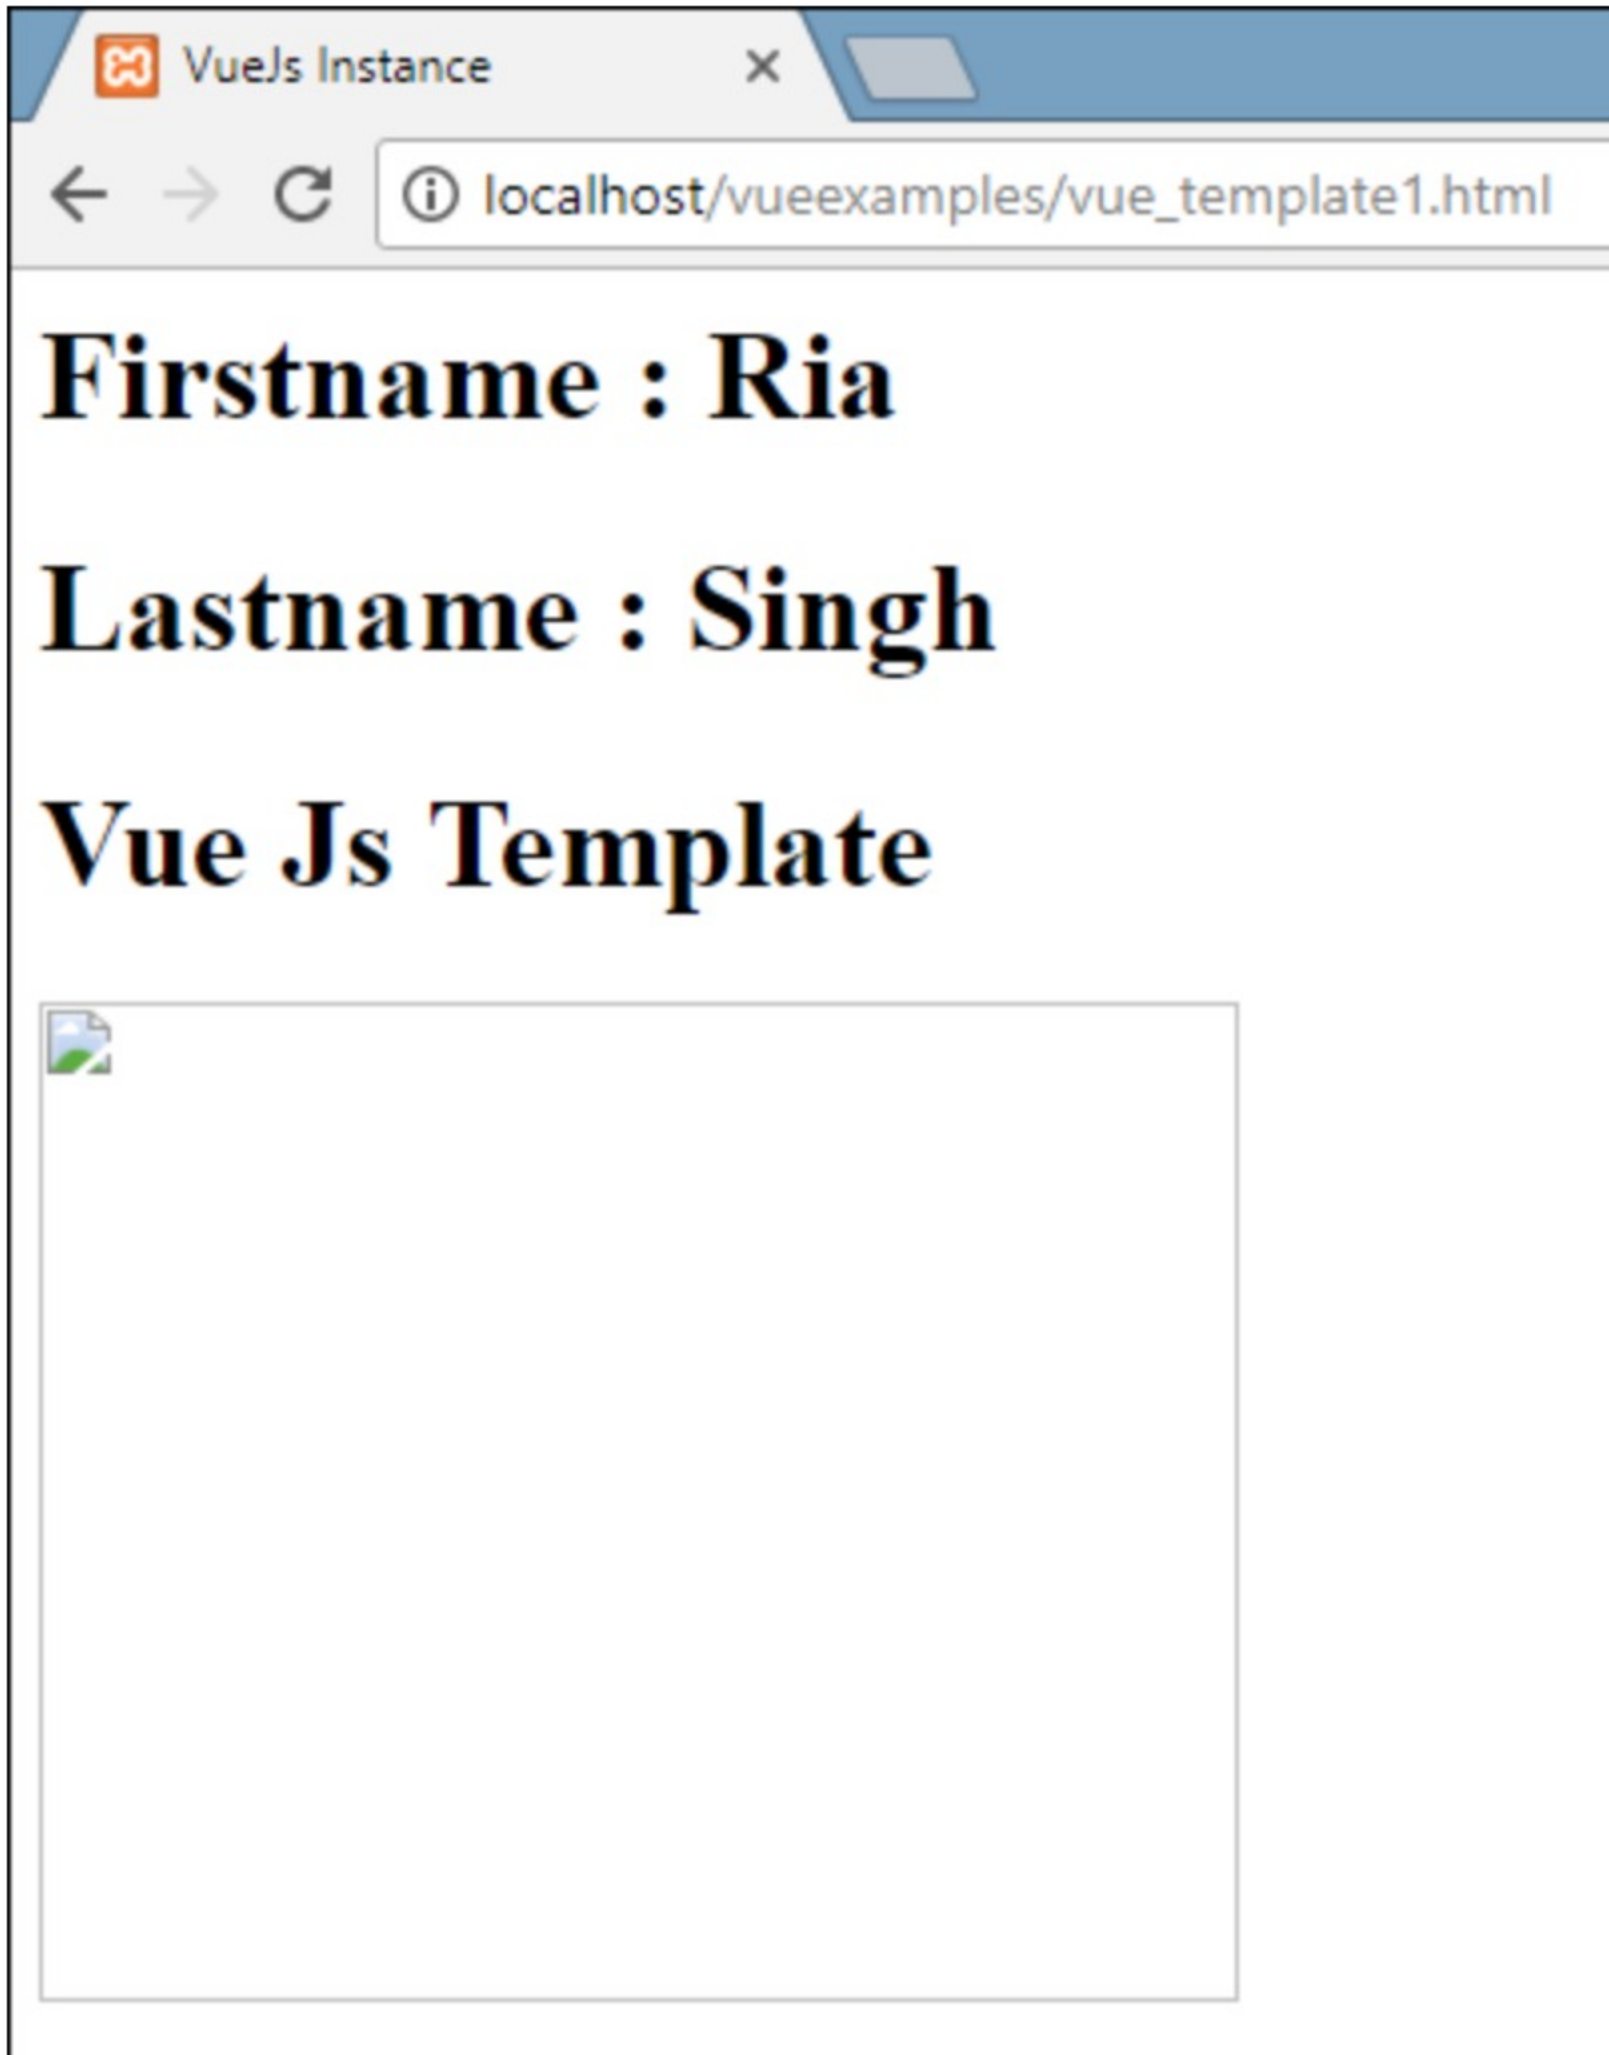 VueJs Instance
localhost/vueexamples/vue_template1.html
Firstname : Ria
Lastname : Singh
Vue Js Template